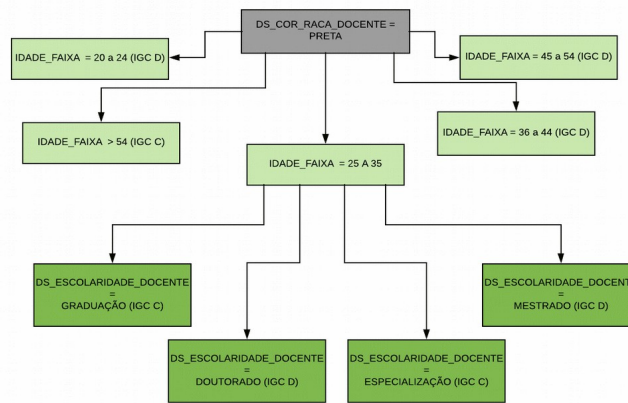 DS_COR_RACA_DOCENTE =
PRETA
IDADE_FAIXA = 20 a 24 (IGC D)
IDADE_FAIXA = 45 a 54 (IGC D)
IDADE_FAIXA > 54 (IGC C)
IDADE_FAIXA = 36 a 44 (IGC D)
IDADE_FAIXA = 25 A 35
DS_ESCOLARIDADE_DOCENTE
=
GRADUAÇÃO (IGC C)
DS_ESCOLARIDADE_DOCENTE
=
DOUTORADO (IGC D)
DS_ESCOLARIDADE_DOCENTE
=
ESPECIALIZAÇÃO (IGC C)
DS_ESCOLARIDADE_DOCENT
=
MESTRADO (IGC D)